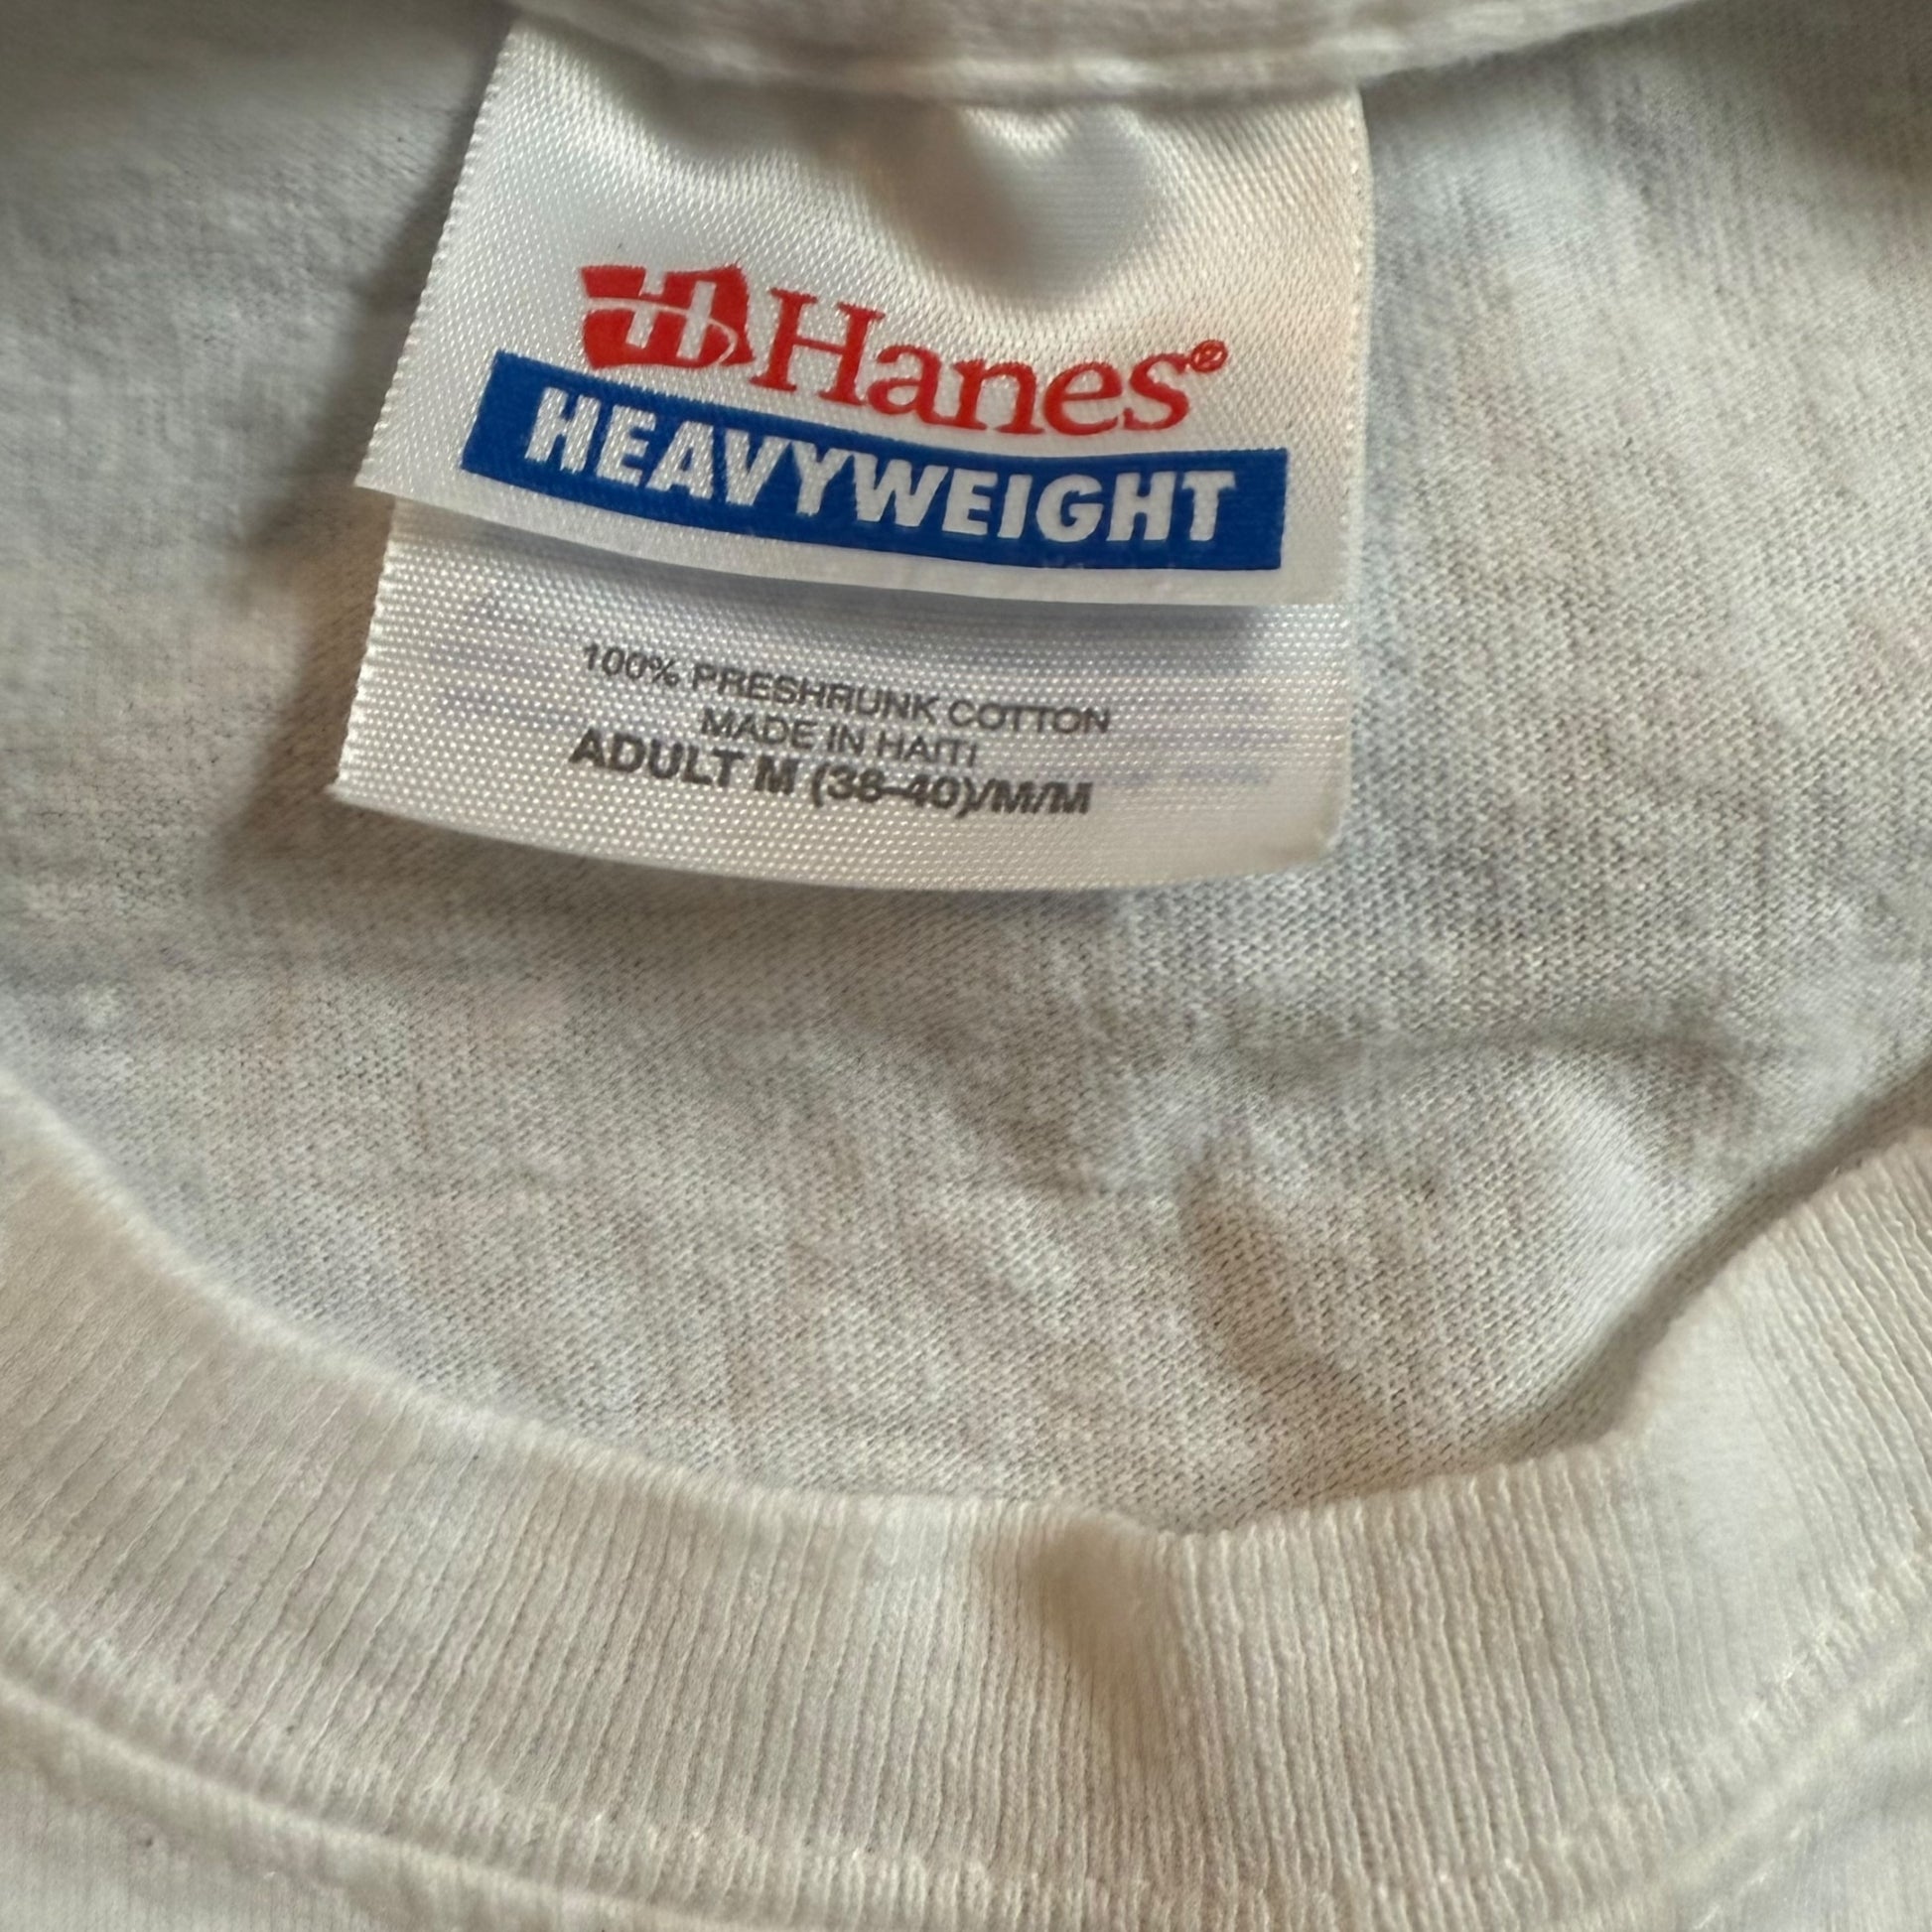 Hanes®
HEAVYWEIGHT
100% PRESHRUNK COTTON
MADE IN HAITI
ADULT M (38-40)/M/M